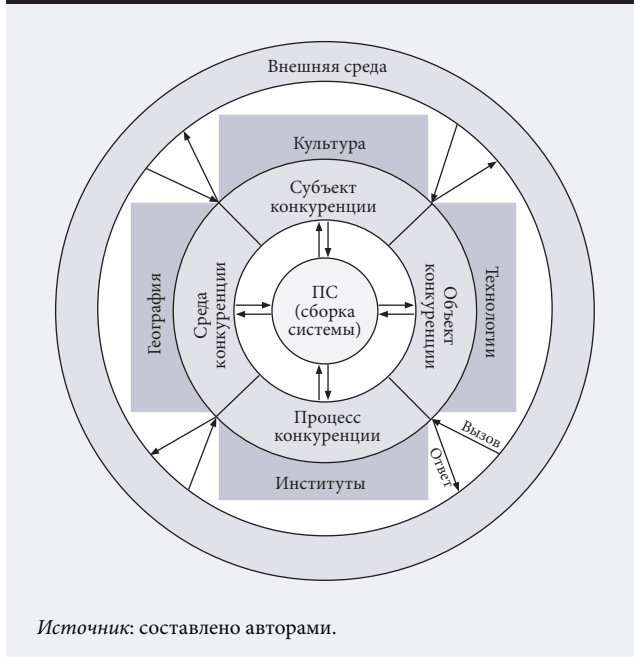 Внешняя среда
Культура
Субъект
конкуренции
География
Среда
конкуренции
ПС
(сборка
системы)
Объект
конкуренции
Технологии
Процесс
конкуренции
Институты
Вызов
Ответ
Источник: составлено авторами.